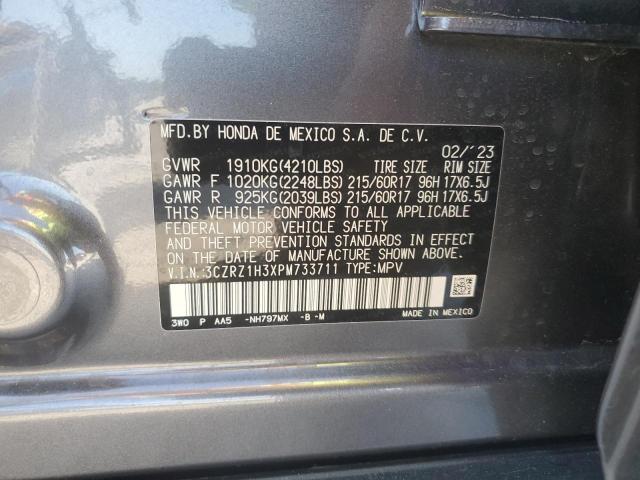 MFD.BY HONDA DE MEXICO S.A. DE C.V.
02/'23
GVWR 1910KG(4210LBS) TIRE SIZE RIM SIZE
GAWR F 1020KG(2248LBS) 215/60R17 96H 17X6.5J
GAWR R 925KG(2039LBS) 215/60R17 96H 17X6.5J
THIS VEHICLE CONFORMS TO ALL APPLICABLE
FEDERAL MOTOR VEHICLE SAFETY
AND THEFT PREVENTION STANDARDS IN EFFECT
ON THE DATE OF MANUFACTURE SHOWN ABOVE.
V.I.N.:3CZRZ1H3XPM733711 TYPE:MPV
3W0 P AA5 -NH797MX -B -M MADE IN MEXICO